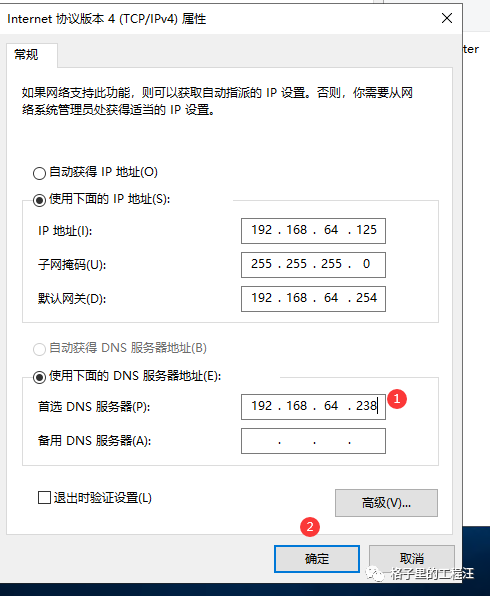 Internet 协议版本 4 (TCP/IPv4) 属性
ter
常规
如果网络支持此功能，则可以获取自动指派的 IP 设置。否则，你需要从网
络系统管理员处获得适当的 IP 设置。
自动获得 IP 地址(O)
使用下面的 IP 地址(S):
IP 地址(I):
192 . 168 . 64 . 125
子网掩码(U):
255 . 255 . 255 . 0
默认网关(D):
192 . 168 . 64 . 254
自动获得 DNS 服务器地址(B)
使用下面的 DNS 服务器地址(E):
首选 DNS 服务器(P):
192 . 168 . 64 . 238
1
备用 DNS 服务器(A):
. . .
退出时验证设置(L)
高级(V)...
2
确定
取消
格子里的工程汪